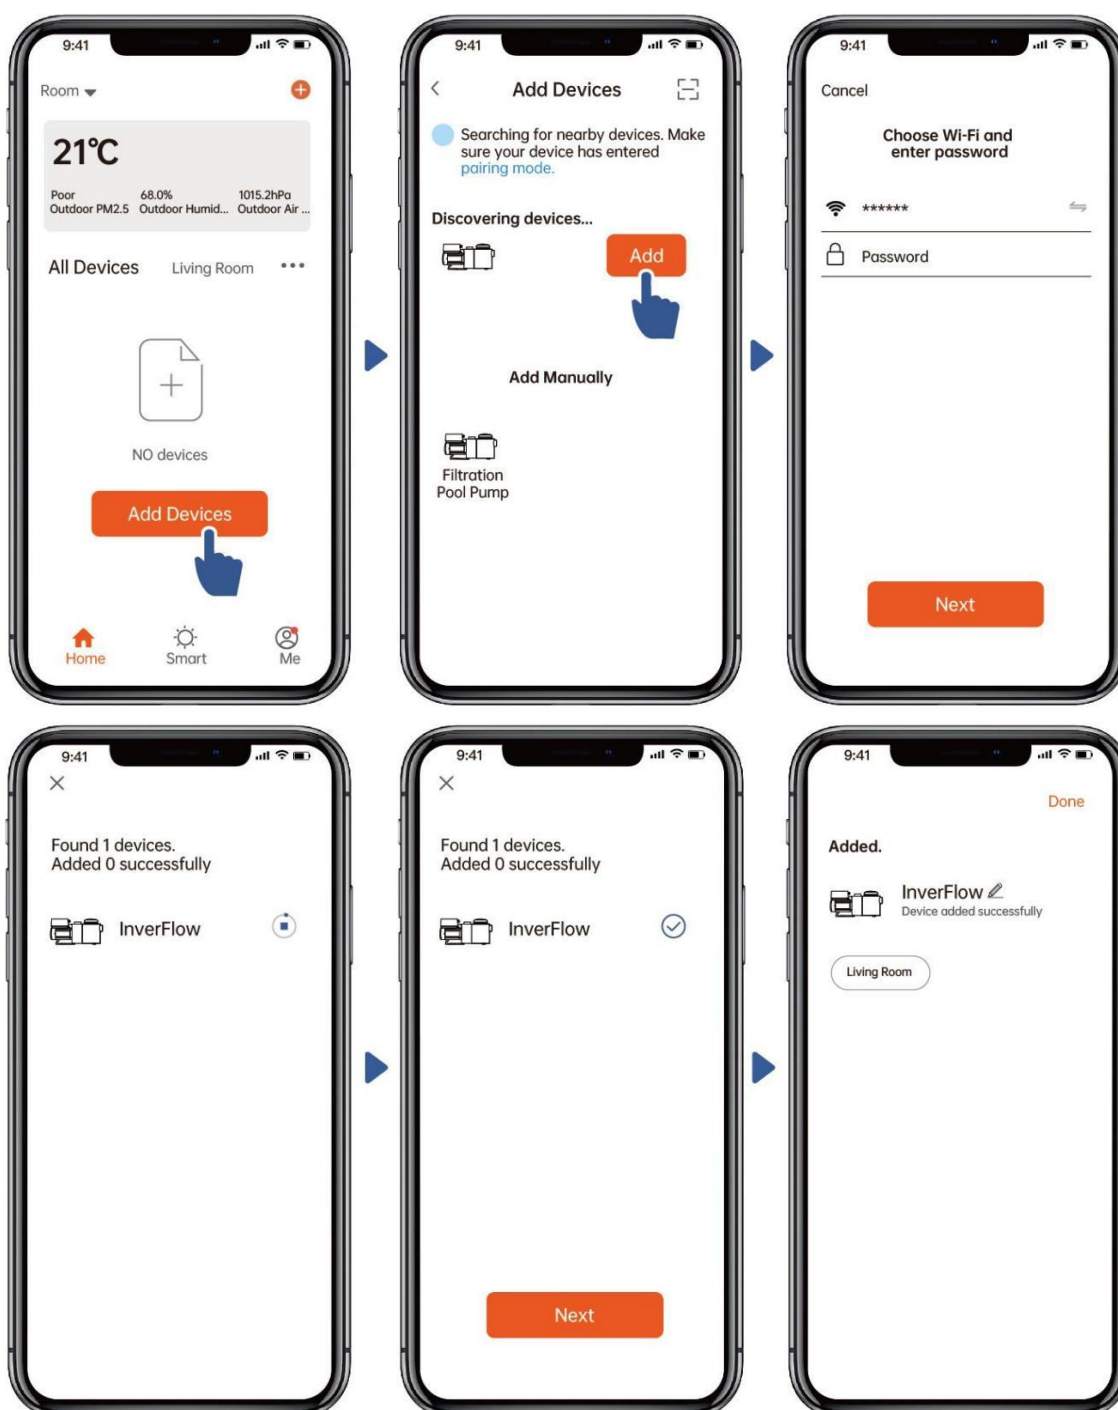 9:41
Room
21°C
Poor 68.0% 1015.2hPa
Outdoor PM2.5 Outdoor Humid... Outdoor Air ...
All Devices Living Room
NO devices
Add Devices
Home Smart Me
9:41
Add Devices
Searching for nearby devices. Make
sure your device has entered
pairing mode.
Discovering devices...
Add
Add Manually
Filtration
Pool Pump
9:41
Cancel
Choose Wi-Fi and
enter password
******
Password
Next
9:41
Found 1 devices.
Added 0 successfully
InverFlow
9:41
Found 1 devices.
Added 0 successfully
InverFlow
Next
9:41
Done
Added.
InverFlow
Device added successfully
Living Room